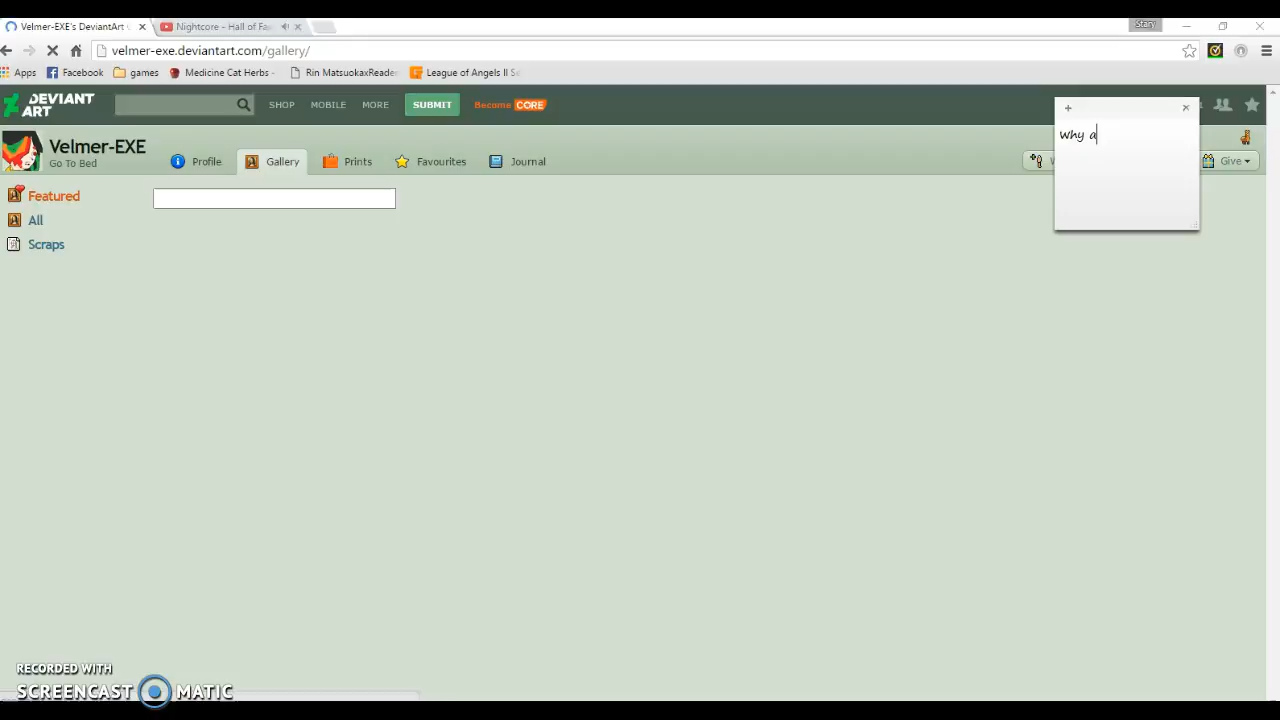 Velmer-EXE's DeviantArt
Nightcore - Hall of Fa
Stary
velmer-exe.deviantart.com/gallery/
Apps
Facebook
games
Medicine Cat Herbs -
Rin MatsuokaxReade
League of Angels II Se
DEVIANT
ART
SHOP
MOBILE
MORE
SUBMIT
Become CORE
Why a
Velmer-EXE
Go To Bed
Profile
Gallery
Prints
Favourites
Journal
Give
Featured
All
Scraps
RECORDED WITH
SCREENCAST MATIC